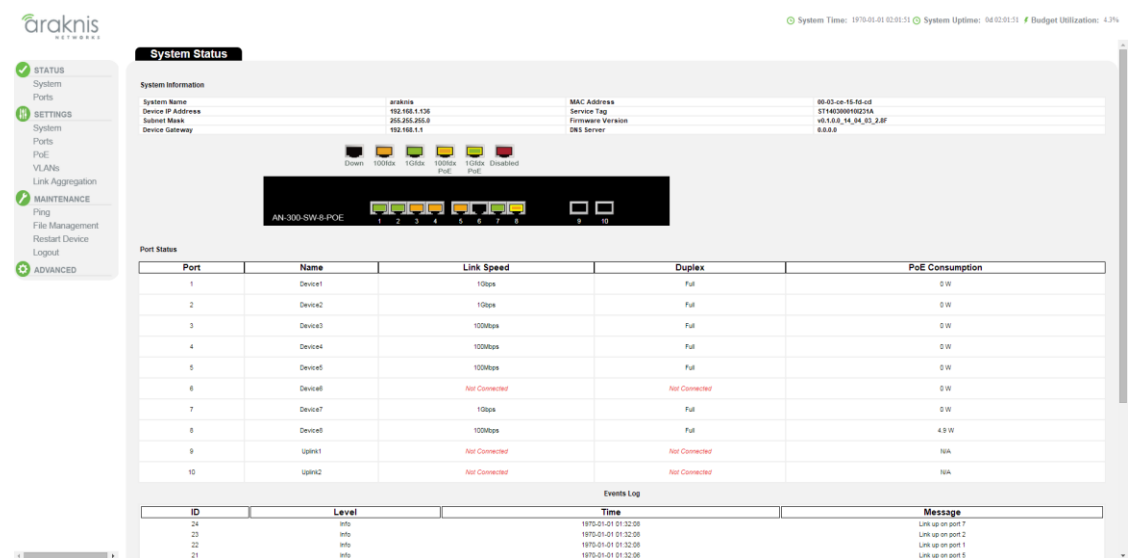 araknis
NETWORKS
System Time: 1970-01-01 02:01:51 System Uptime: 0d 02:01:51 Budget Utilization: 4.3%
System Status
STATUS
System
Ports
SETTINGS
System
Ports
PoE
VLANs
Link Aggregation
MAINTENANCE
Ping
File Management
Restart Device
Logout
ADVANCED
System Information
System Name araknis MAC Address 00-03-ce-15-fd-cd
Device IP Address 192.168.1.136 Service Tag
Subnet Mask 255.255.255.0 Firmware Version v0.1.0.0_14_04_03_2.8F
Device Gateway 192.168.1.1 DNS Server 0.0.0.0
Down 100fdx 1Gfdx 100fdx PoE 1Gfdx PoE Disabled
AN-300-SW-8-POE 1 2 3 4 5 6 7 8 9 10
Port Status
Port Name Link Speed Duplex PoE Consumption
1 Device1 1Gbps Full 0 W
2 Device2 1Gbps Full 0 W
3 Device3 100Mbps Full 0 W
4 Device4 100Mbps Full 0 W
5 Device5 100Mbps Full 0 W
6 Device6 Not Connected Not Connected 0 W
7 Device7 1Gbps Full 0 W
8 Device8 100Mbps Full 4.9 W
9 Uplink1 Not Connected Not Connected N/A
10 Uplink2 Not Connected Not Connected N/A
Events Log
ID Level Time Message
24 Info 1970-01-01 01:32:06 Link up on port 7
23 Info 1970-01-01 01:32:06 Link up on port 2
22 Info 1970-01-01 01:32:06 Link up on port 1
21 Info 1970-01-01 01:32:06 Link up on port 5